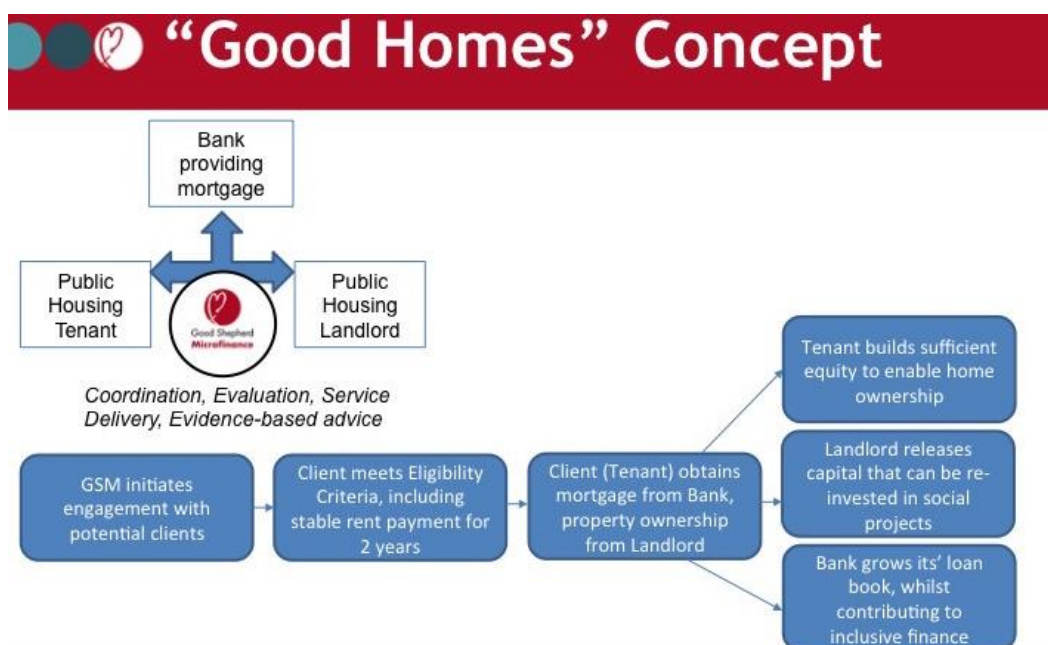 “Good Homes” Concept
Bank
providing
mortgage
Public
Housing
Tenant
Public
Housing
Landlord
Good Shepherd
Microfinance
Coordination, Evaluation, Service
Delivery, Evidence-based advice
GSM initiates
engagement with
potential clients
Client meets Eligibility
Criteria, including
stable rent payment for
2 years
Client (Tenant) obtains
mortgage from Bank,
property ownership
from Landlord
Tenant builds sufficient
equity to enable home
ownership
Landlord releases
capital that can be re-
invested in social
projects
Bank grows its’ loan
book, whilst
contributing to
inclusive finance